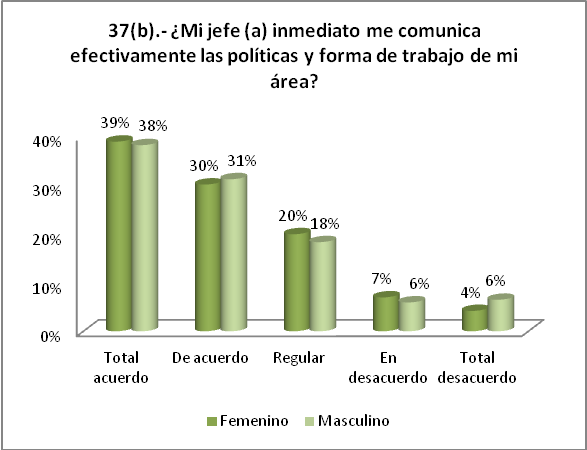 37(b).- ¿Mi jefe (a) inmediato me comunica
efectivamente las políticas y forma de trabajo de mi
área?
39% 38%
30% 31%
20% 18%
7% 6%
4% 6%
40%
30%
20%
10%
0%
Total
acuerdo
De acuerdo
Regular
En
desacuerdo
Total
desacuerdo
Femenino
Masculino